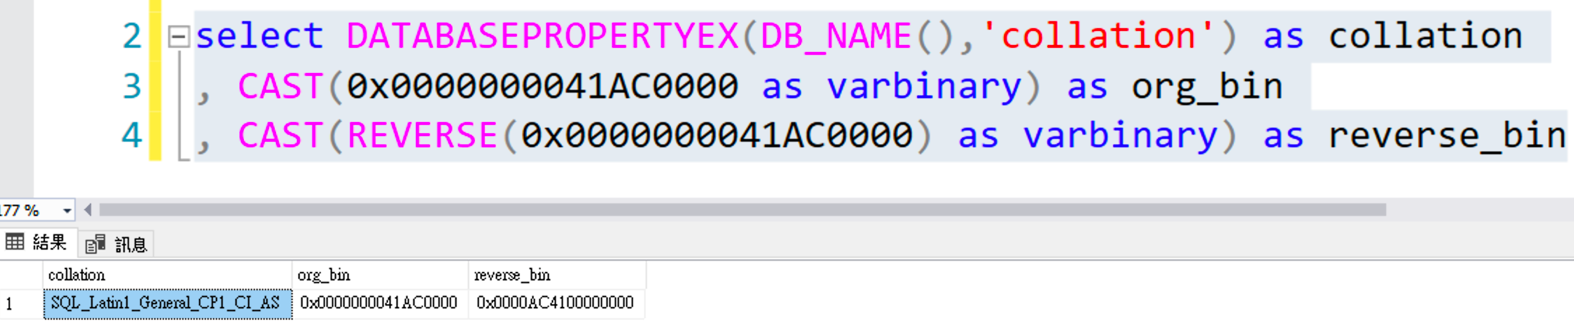 2 select DATABASEPROPERTYEX(DB_NAME(),'collation') as collation
3 , CAST(0x0000000041AC0000 as varbinary) as org_bin
4 , CAST(REVERSE(0x0000000041AC0000) as varbinary) as reverse_bin
177 %
結果 訊息
collation org_bin reverse_bin
1 SQL_Latin1_General_CP1_CI_AS 0x0000000041AC0000 0x0000AC4100000000